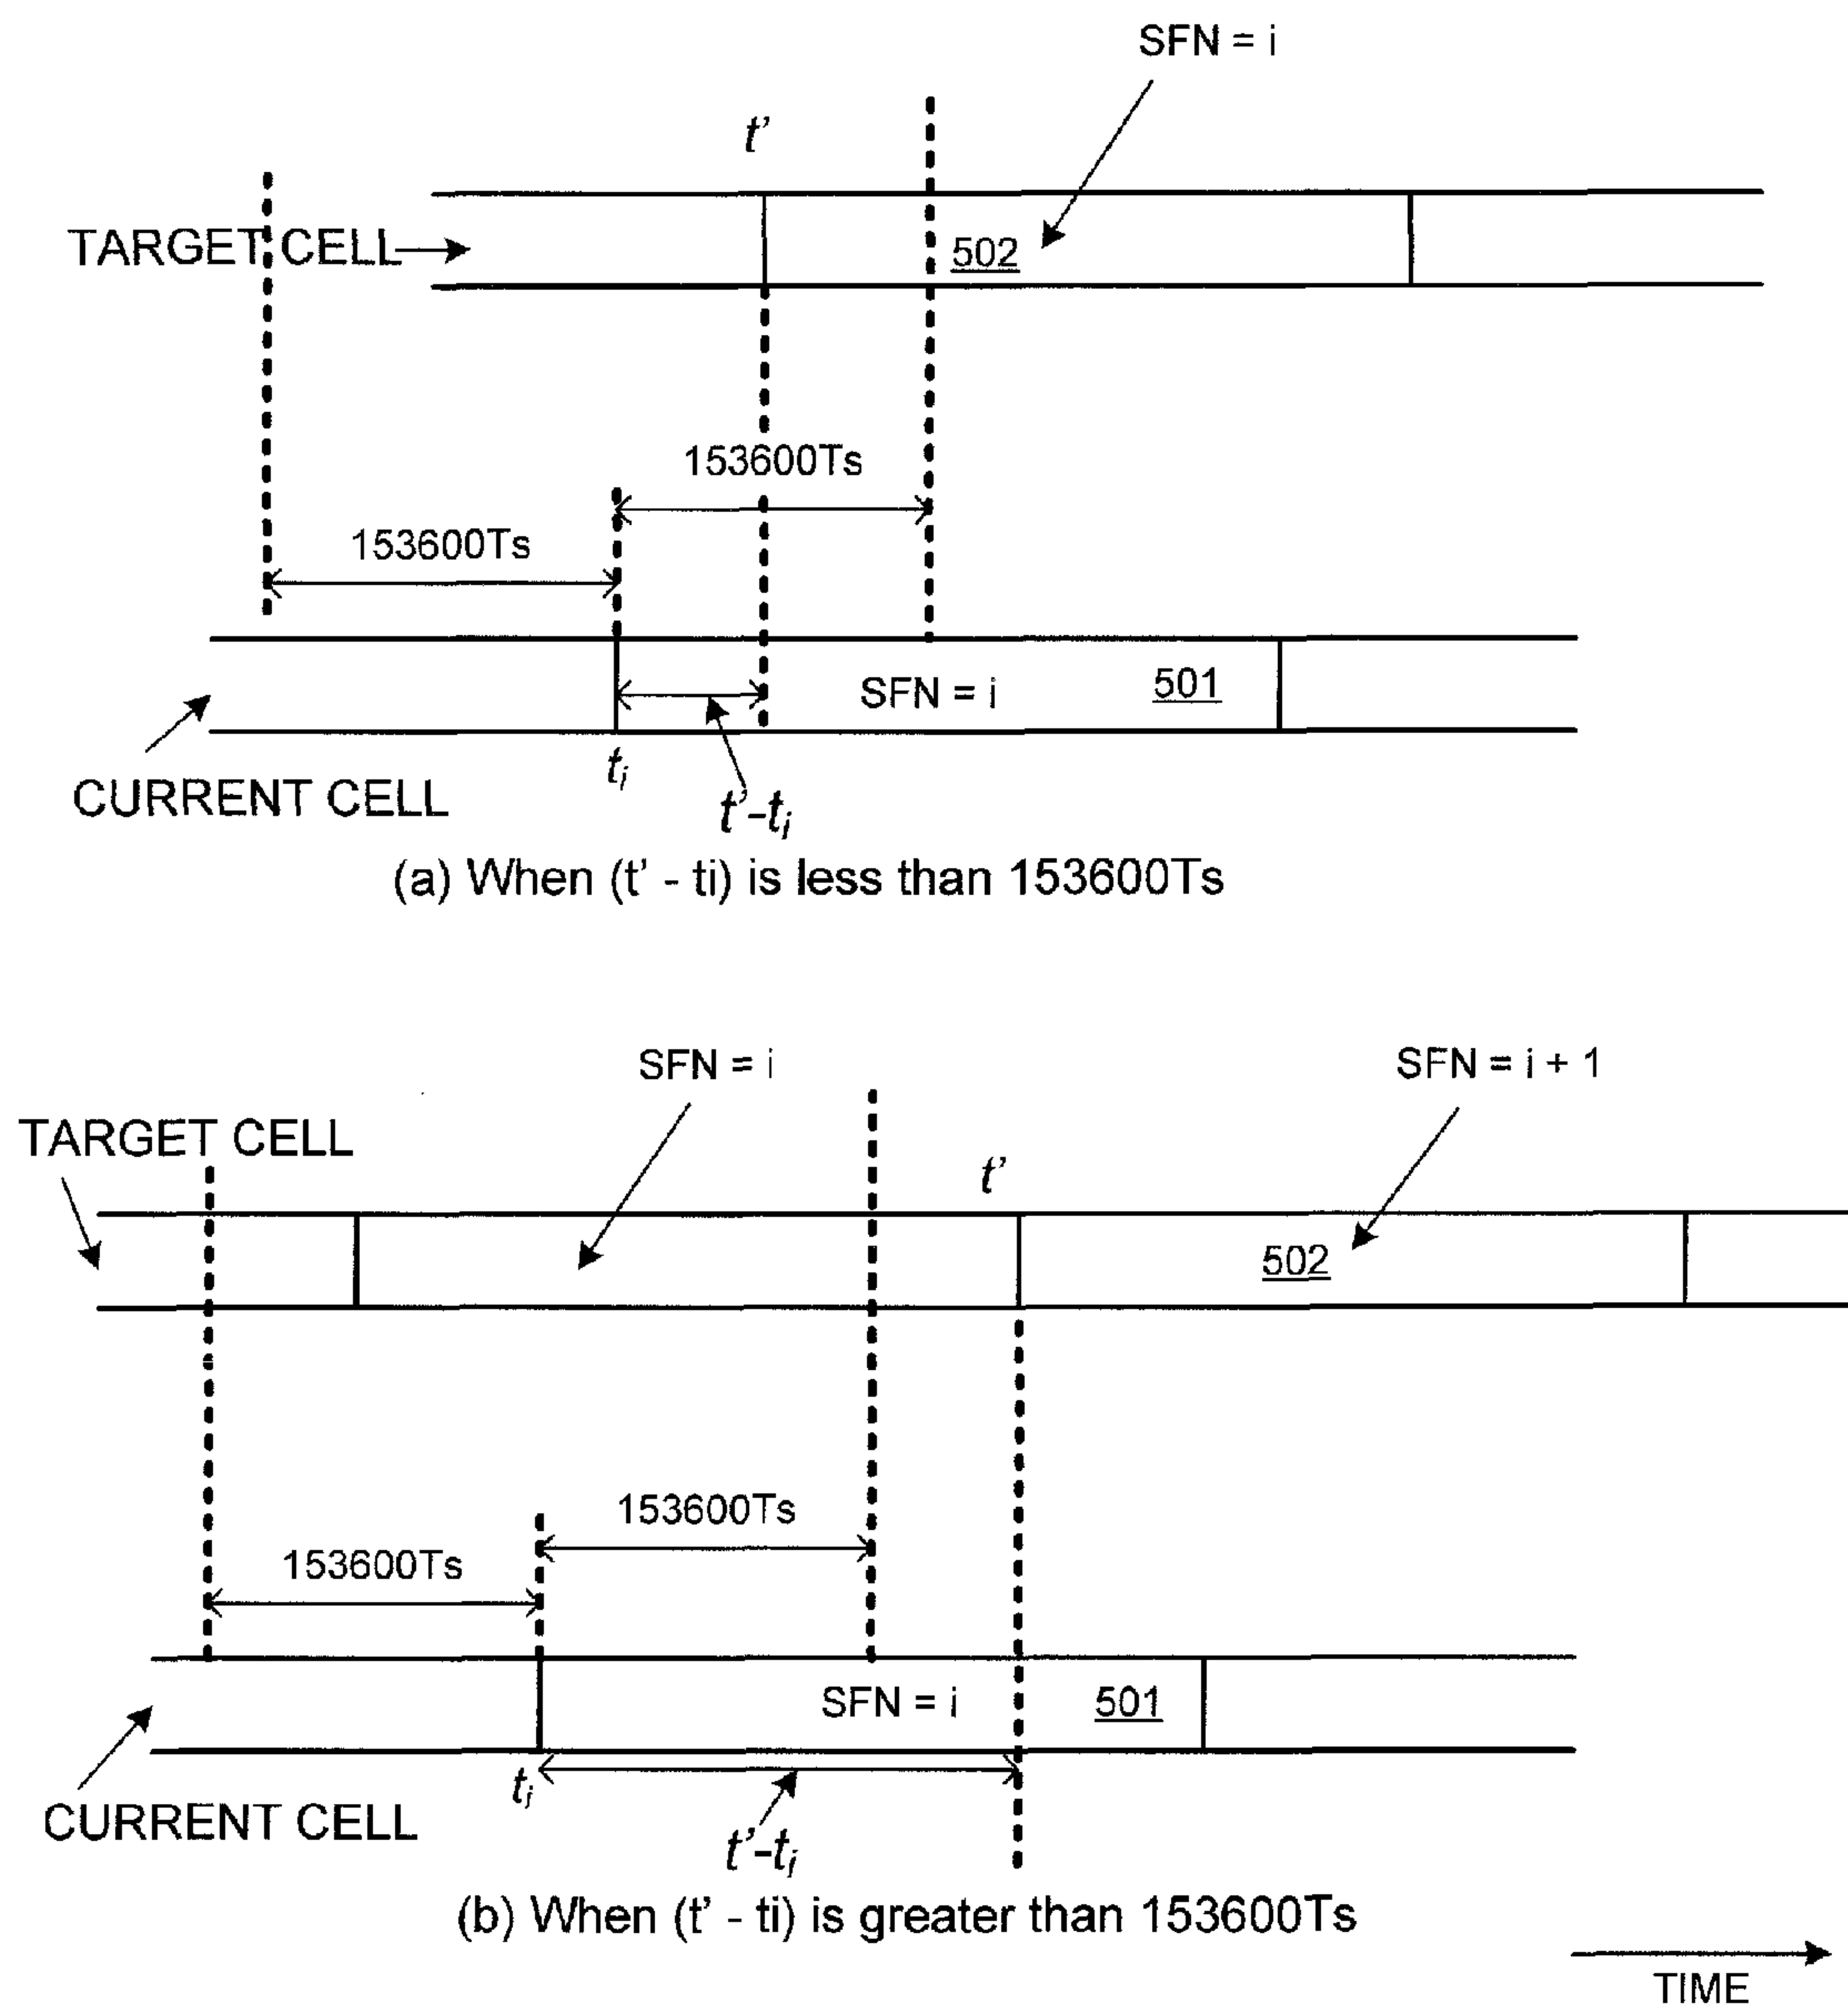 SFN = i
t'
TARGET CELL
502
153600Ts
153600Ts
SFN = i
501
ti
CURRENT CELL
t'-ti
(a) When (t' - ti) is less than 153600Ts
SFN = i
SFN = i + 1
TARGET CELL
t'
502
153600Ts
153600Ts
SFN = i
501
ti
CURRENT CELL
t'-ti
(b) When (t' - ti) is greater than 153600Ts
TIME